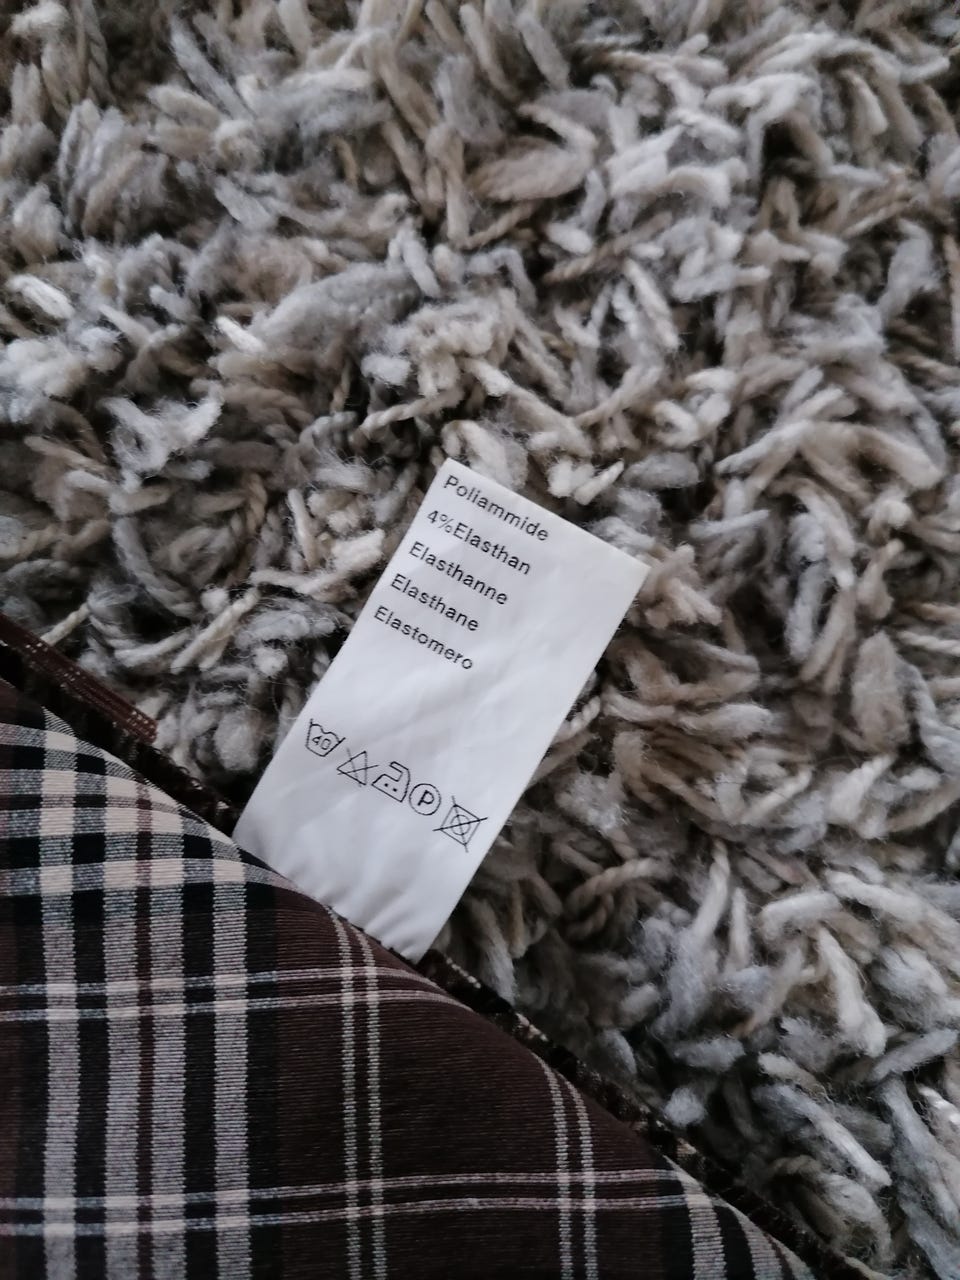 Poliammide
4%Elasthan
Elasthanne
Elasthane
Elastomero
40
P